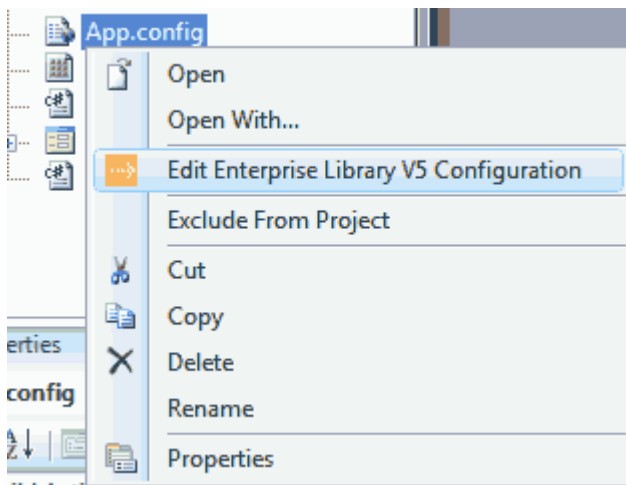 App.config
Open
Open With...
Edit Enterprise Library V5 Configuration
Exclude From Project
Cut
Copy
Delete
Rename
Properties
erties
config